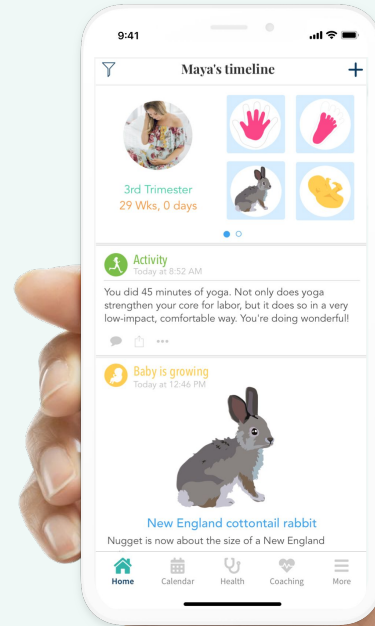 9:41
Maya's timeline
3rd Trimester
29 Wks, 0 days
Activity
Today at 8:52 AM
You did 45 minutes of yoga. Not only does yoga
strengthen your core for labor, but it does so in a very
low-impact, comfortable way. You're doing wonderful!
Baby is growing
Today at 12:46 PM
New England cottontail rabbit
Nugget is now about the size of a New England
Home
Calendar
Health
Coaching
More